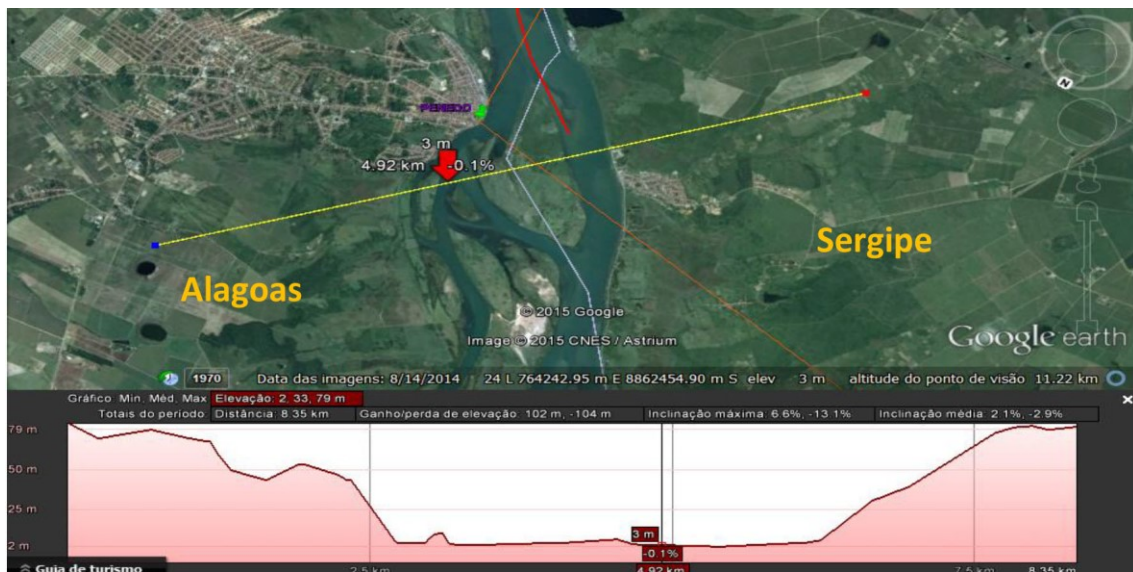 PENEDO
3 m
4.92 km -0.1%
N
Sergipe
Alagoas
© 2015 Google
Image © 2015 CNES / Astrium
Google earth
1970 Data das imagens: 8/14/2014 24 L 764242.95 m E 8862454.90 m S elev 3 m altitude do ponto de visão 11.22 km
Gráfico Min, Méd, Max Elevação: 2, 33, 79 m
Totais do período: Distância: 8.35 km Ganho/perda de elevação: 102 m, -104 m Inclinação máxima: 6.6%, -13.1% Inclinação média: 2.1%, -2.9%
79 m
50 m
25 m
3 m
2 m
-0.1%
Guia de turismo 2.5 km 4.92 km 7.5 km 8.35 km